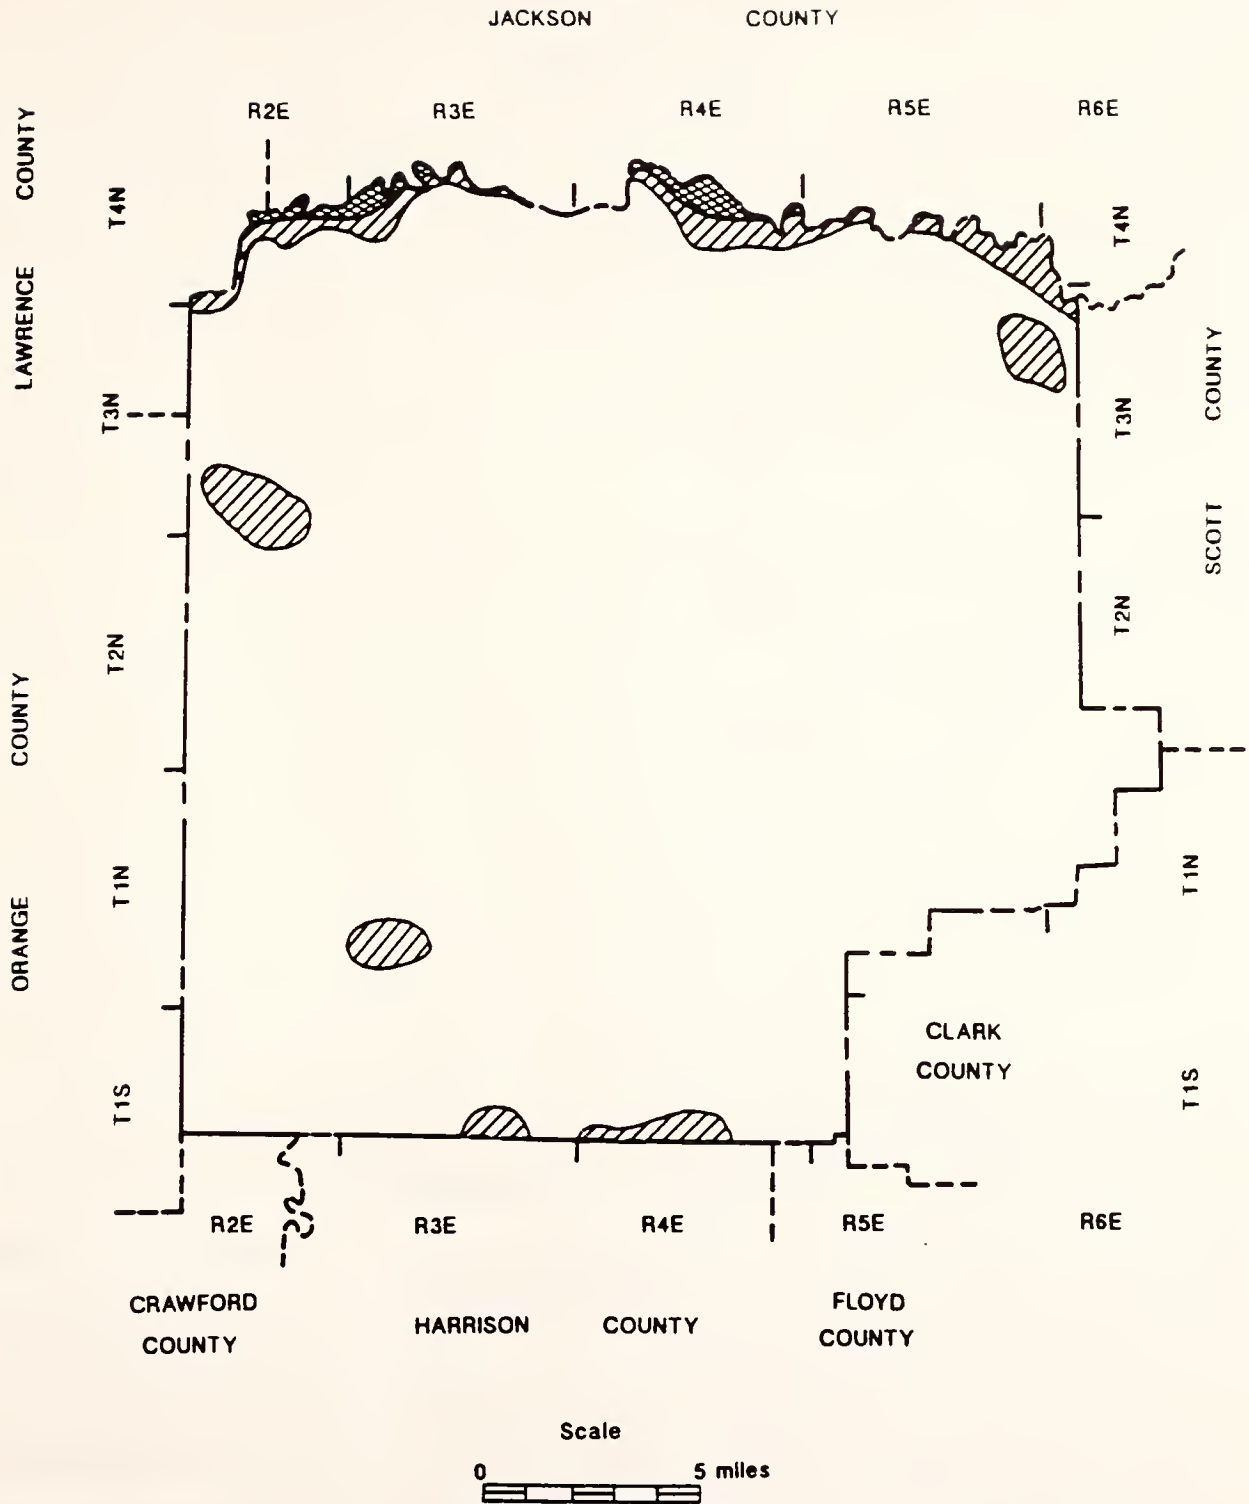 JACKSON COUNTY
R2E R3E R4E R5E R6E
LAWRENCE COUNTY
T4N
T4N
T3N
T3N
SCOTT COUNTY
T2N
T2N
ORANGE COUNTY
T1N
T1N
CLARK
COUNTY
T1S
T1S
R2E R3E R4E R5E R6E
CRAWFORD
COUNTY
HARRISON COUNTY
FLOYD
COUNTY
Scale
0 5 miles